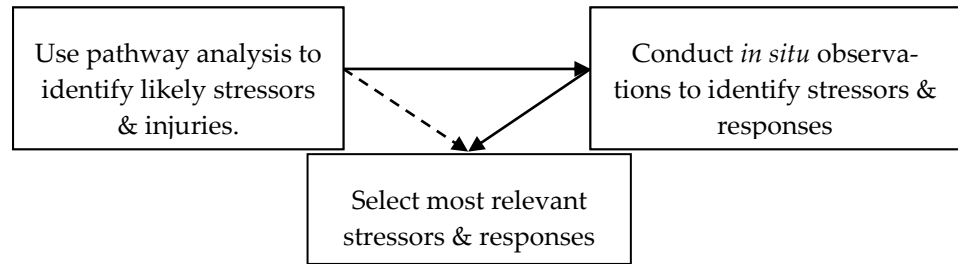 Use pathway analysis to
identify likely stressors
& injuries.
Conduct in situ observa-
tions to identify stressors &
responses
Select most relevant
stressors & responses